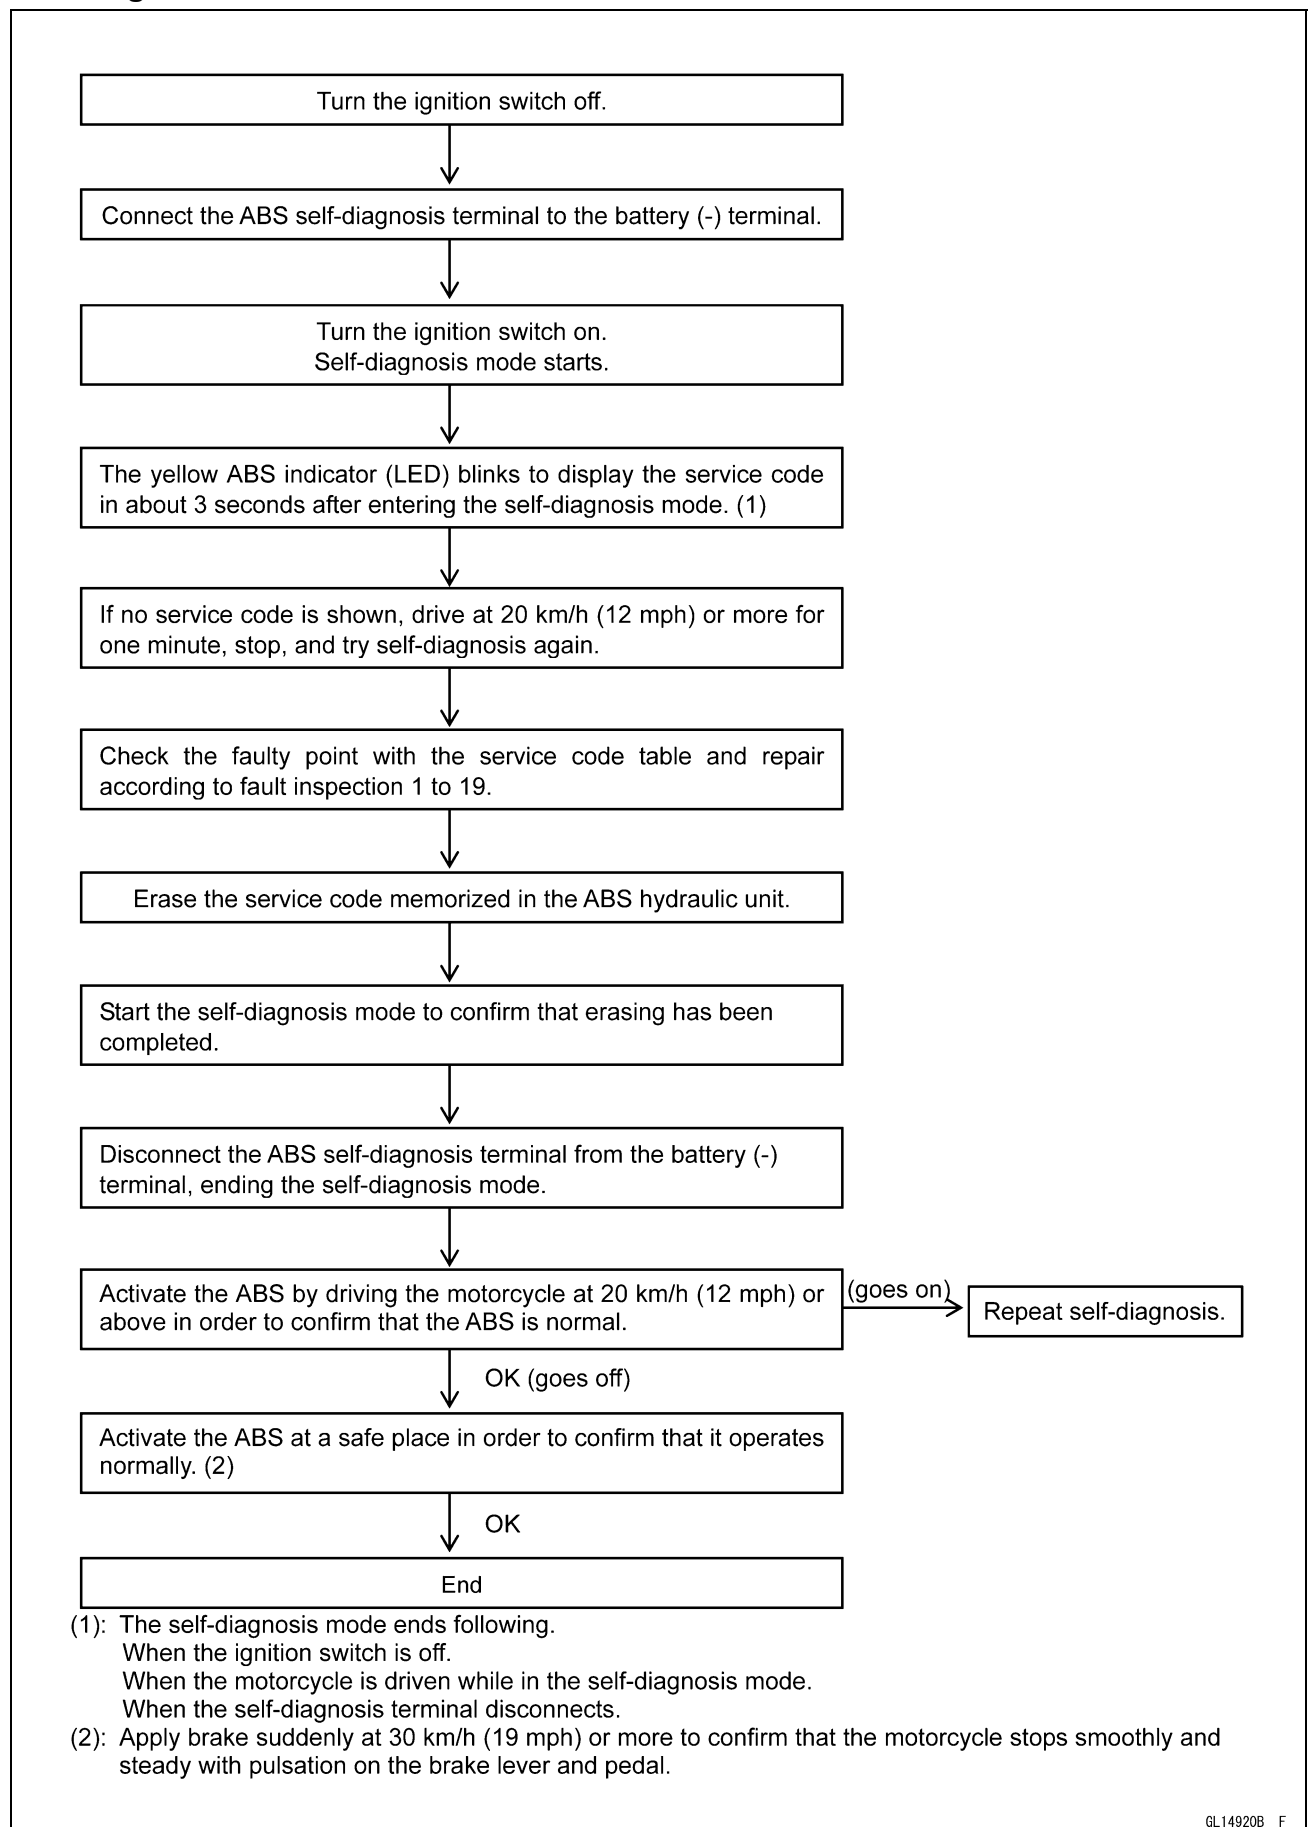 Turn the ignition switch off.
Connect the ABS self-diagnosis terminal to the battery (-) terminal.
Turn the ignition switch on.
Self-diagnosis mode starts.
The yellow ABS indicator (LED) blinks to display the service code
in about 3 seconds after entering the self-diagnosis mode. (1)
If no service code is shown, drive at 20 km/h (12 mph) or more for
one minute, stop, and try self-diagnosis again.
Check the faulty point with the service code table and repair
according to fault inspection 1 to 19.
Erase the service code memorized in the ABS hydraulic unit.
Start the self-diagnosis mode to confirm that erasing has been
completed.
Disconnect the ABS self-diagnosis terminal from the battery (-)
terminal, ending the self-diagnosis mode.
Activate the ABS by driving the motorcycle at 20 km/h (12 mph) or
above in order to confirm that the ABS is normal.
(goes on)
Repeat self-diagnosis.
OK (goes off)
Activate the ABS at a safe place in order to confirm that it operates
normally. (2)
OK
End
(1): The self-diagnosis mode ends following.
When the ignition switch is off.
When the motorcycle is driven while in the self-diagnosis mode.
When the self-diagnosis terminal disconnects.
(2): Apply brake suddenly at 30 km/h (19 mph) or more to confirm that the motorcycle stops smoothly and
steady with pulsation on the brake lever and pedal.
GL14920B F